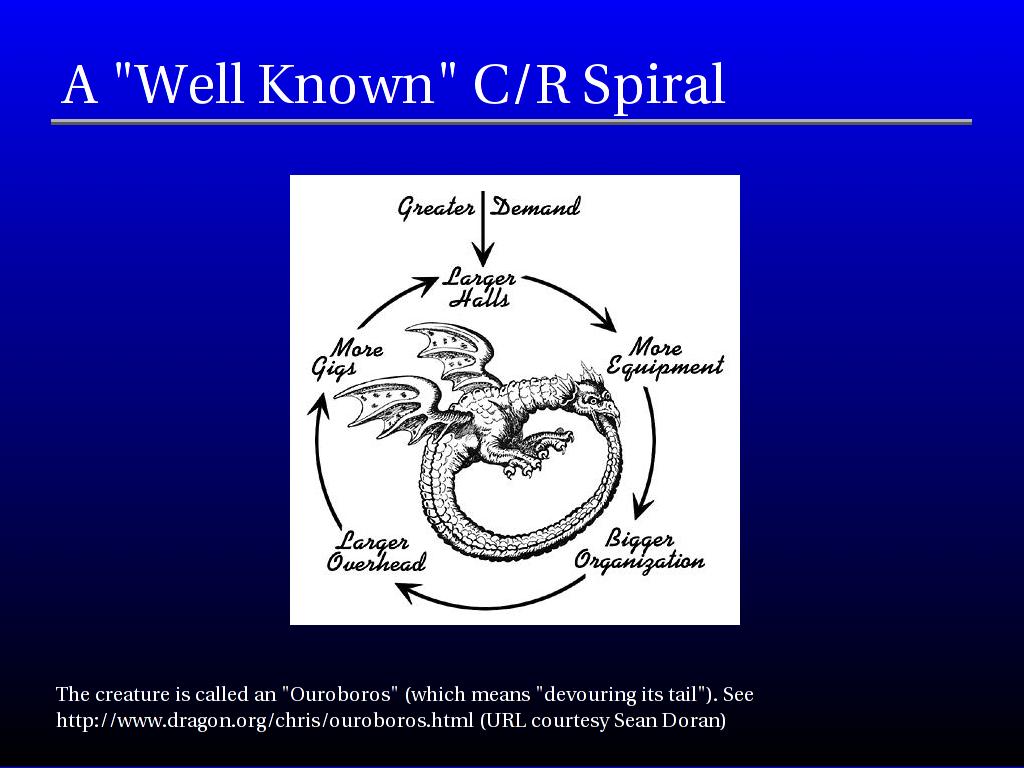 A "Well Known" C/R Spiral
Greater Demand
Larger
Halls
More
Equipment
Bigger
Organization
Larger
Overhead
More
Gigs
The creature is called an "Ouroboros" (which means "devouring its tail"). See
http://www.dragon.org/chris/ouroboros.html (URL courtesy Sean Doran)